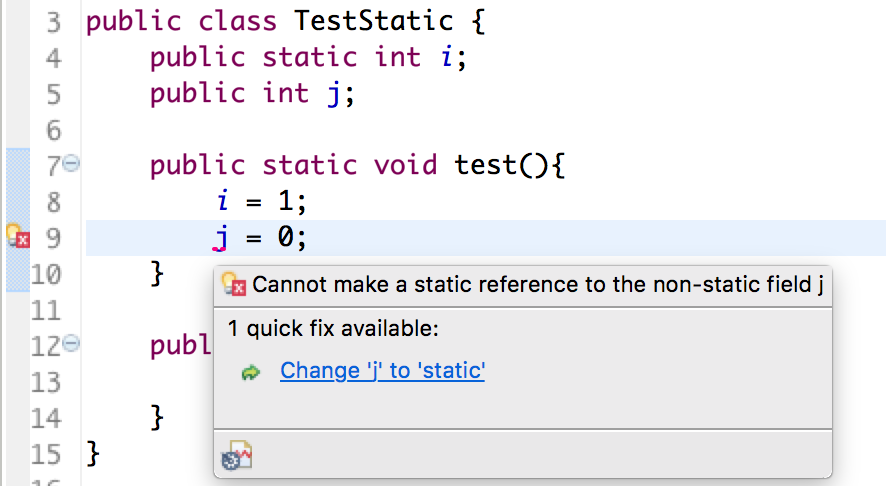 3 public class TestStatic {
4 public static int i;
5 public int j;
6
7 public static void test(){
8 i = 1;
9 j = 0;
10 }
Cannot make a static reference to the non-static field j
11
1 quick fix available:
12 publ
Change 'j' to 'static'
13
14 }
15 }